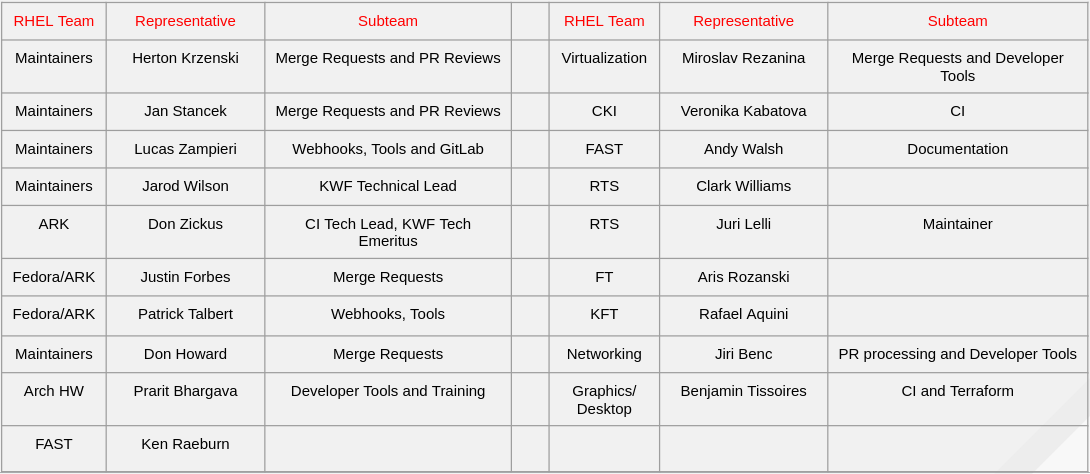 RHEL Team Representative Subteam RHEL Team Representative Subteam
Maintainers Herton Krzenski Merge Requests and PR Reviews Virtualization Miroslav Rezanina Merge Requests and Developer
Tools
Maintainers Jan Stancek Merge Requests and PR Reviews CKI Veronika Kabatova CI
Maintainers Lucas Zampieri Webhooks, Tools and GitLab FAST Andy Walsh Documentation
Maintainers Jarod Wilson KWF Technical Lead RTS Clark Williams
ARK Don Zickus CI Tech Lead, KWF Tech RTS Juri Lelli Maintainer
Emeritus
Fedora/ARK Justin Forbes Merge Requests FT Aris Rozanski
Fedora/ARK Patrick Talbert Webhooks, Tools KFT Rafael Aquini
Maintainers Don Howard Merge Requests Networking Jiri Benc PR processing and Developer Tools
Arch HW Prarit Bhargava Developer Tools and Training Graphics/ Benjamin Tissoires CI and Terraform
Desktop
FAST Ken Raeburn